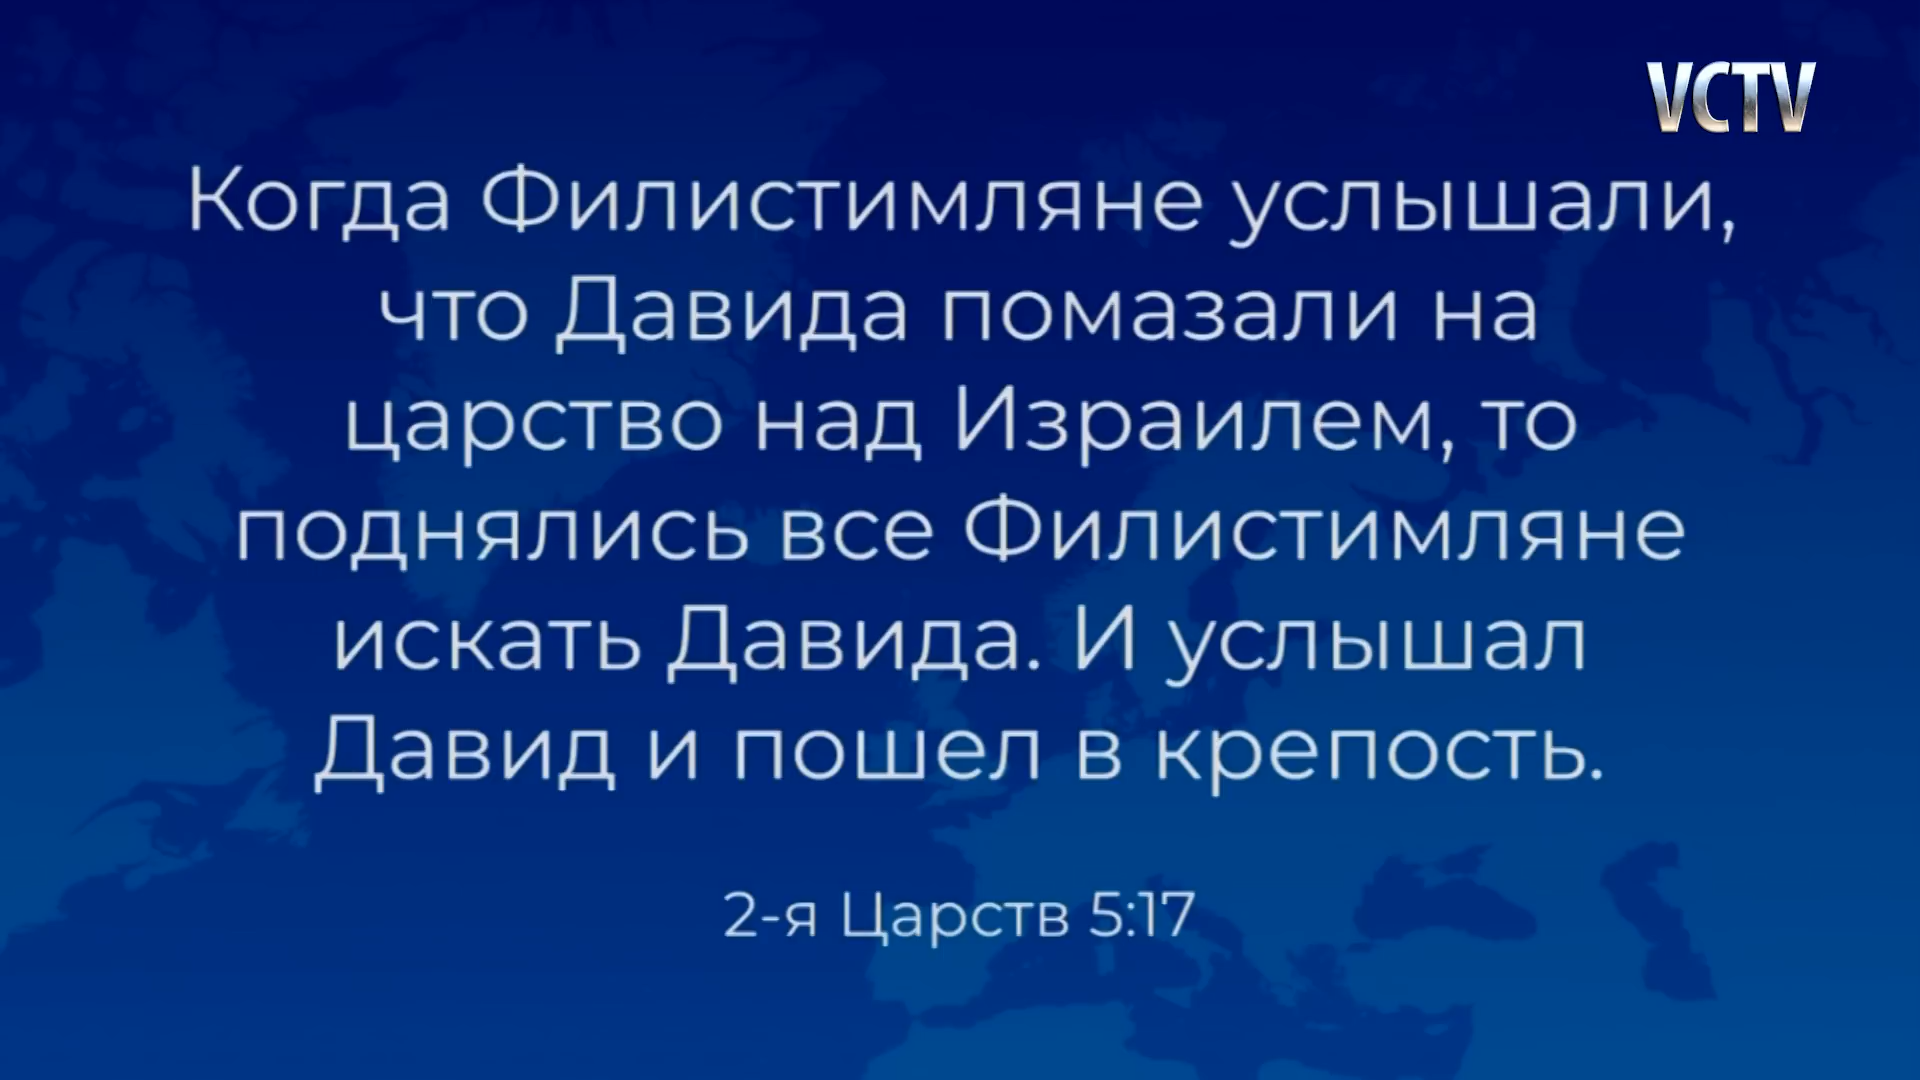 VCTV
Когда Филистимляне услышали,
что Давида помазали на
царство над Израилем, то
поднялись все Филистимляне
искать Давида. И услышал
Давид и пошел в крепость.
2-я Царств 5:17